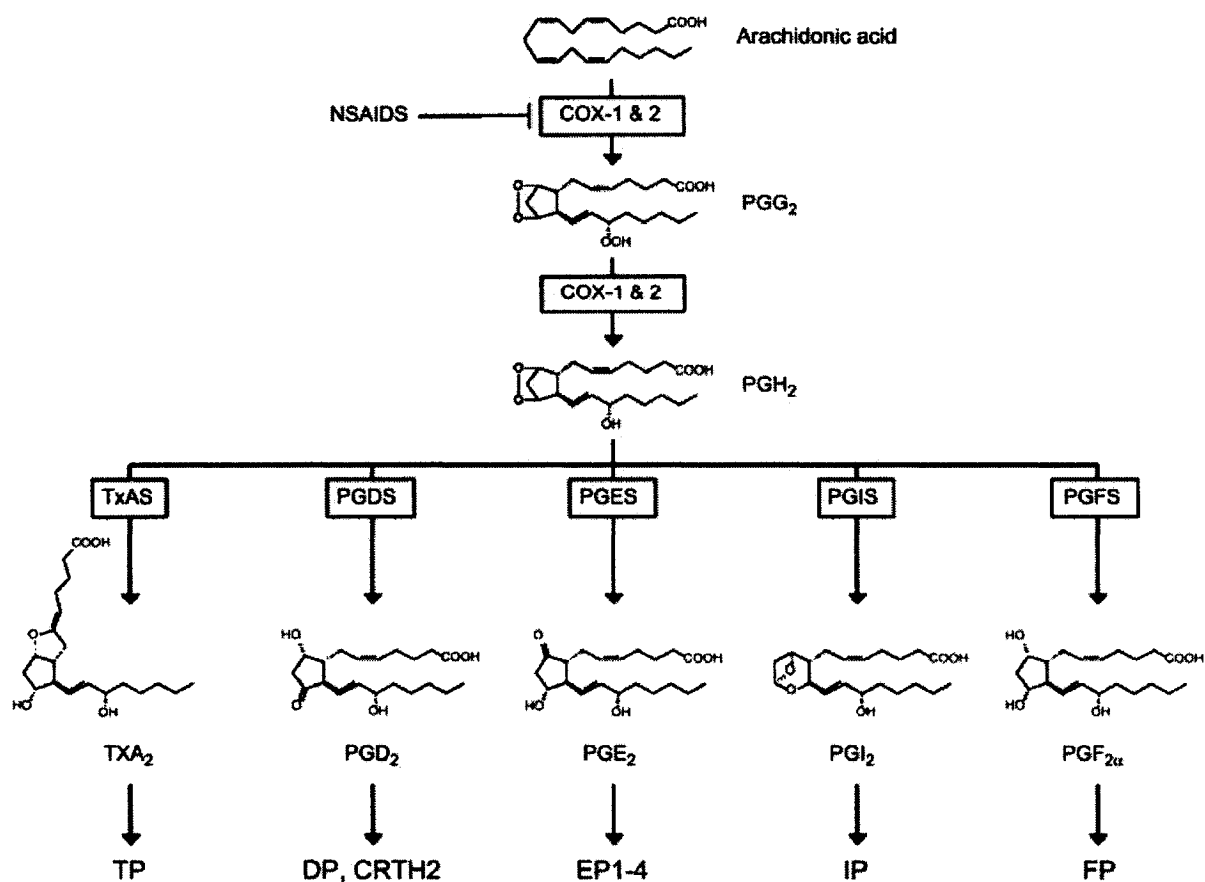 COOH
Arachidonic acid
NSAIDS
COX-1 & 2
COOH
PGG2
OOH
COX-1 & 2
COOH
PGH2
OH
TxAS PGDS PGES PGIS PGFS
COOH
O
HO COOH
O
HO OH
O COOH
HO OH
O COOH
O
OH
HO COOH
HO OH
HO OH
TXA2 PGD2 PGE2 PGI2 PGF2α
TP DP, CRTH2 EP1-4 IP FP